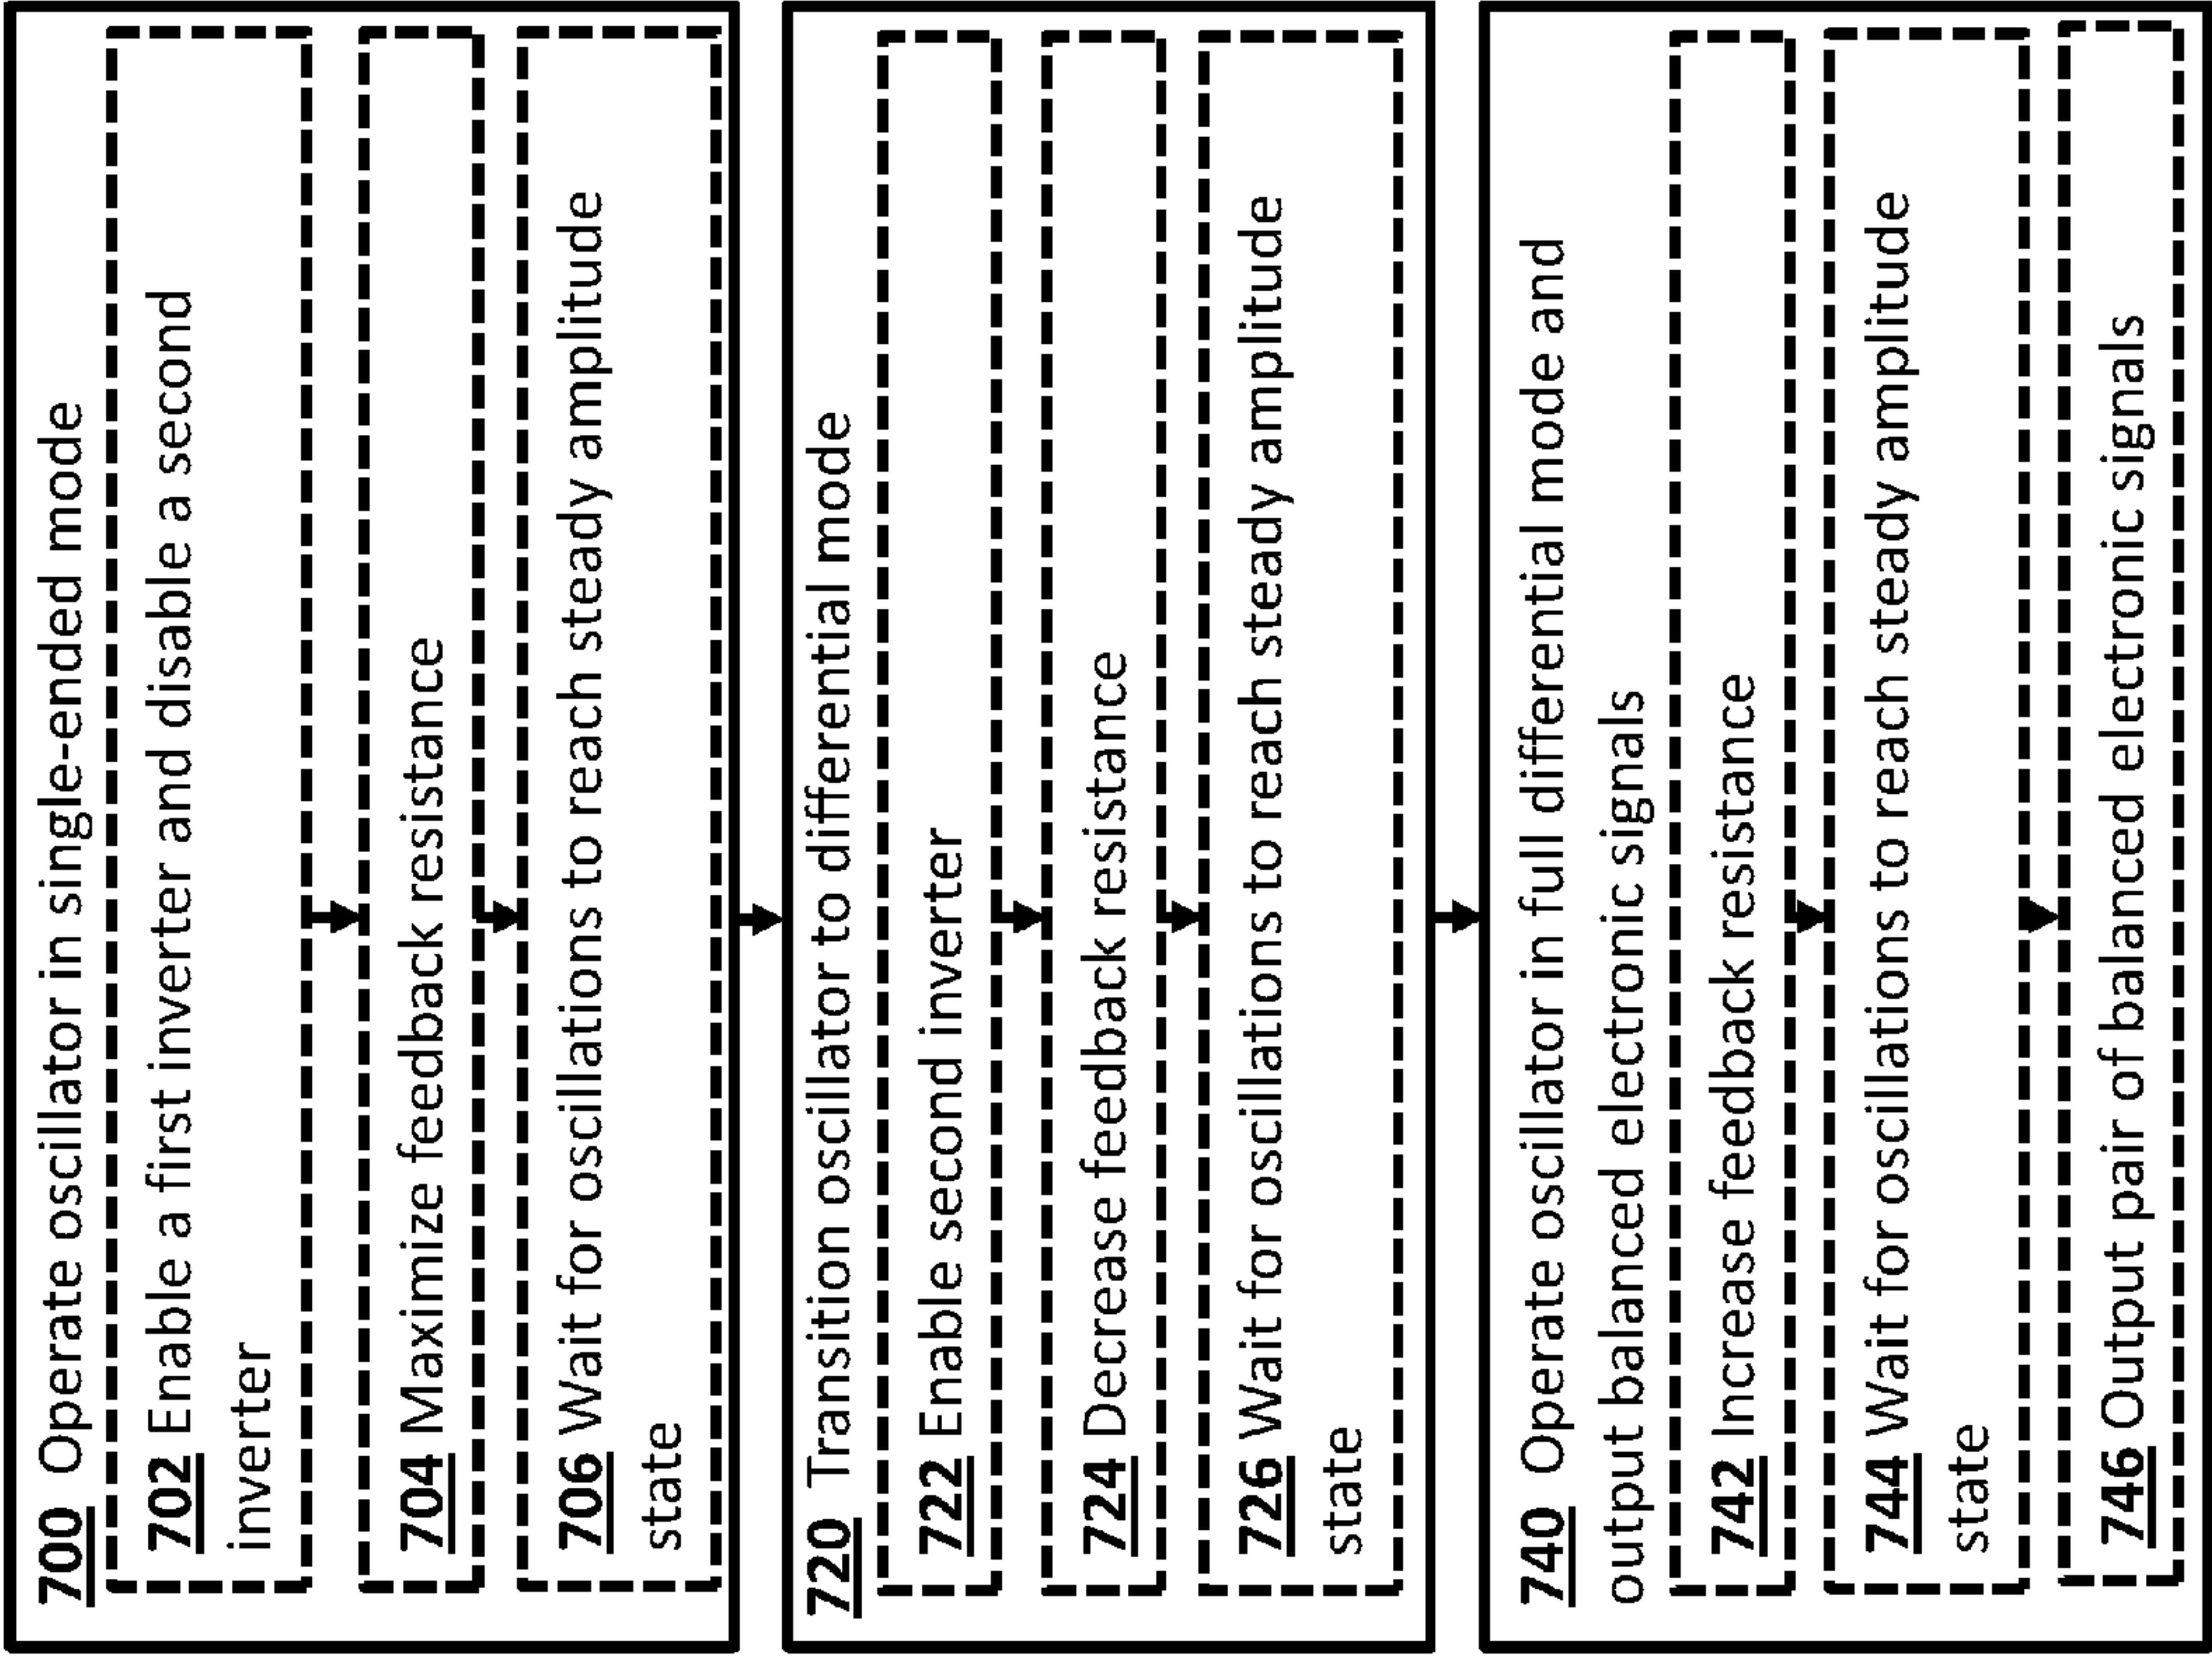 700 Operate oscillator in single-ended mode
702 Enable a first inverter and disable a second
inverter
704 Maximize feedback resistance
706 Wait for oscillations to reach steady amplitude
state
720 Transition oscillator to differential mode
722 Enable second inverter
724 Decrease feedback resistance
726 Wait for oscillations to reach steady amplitude
state
740 Operate oscillator in full differential mode and
output balanced electronic signals
742 Increase feedback resistance
744 Wait for oscillations to reach steady amplitude
state
746 Output pair of balanced electronic signals